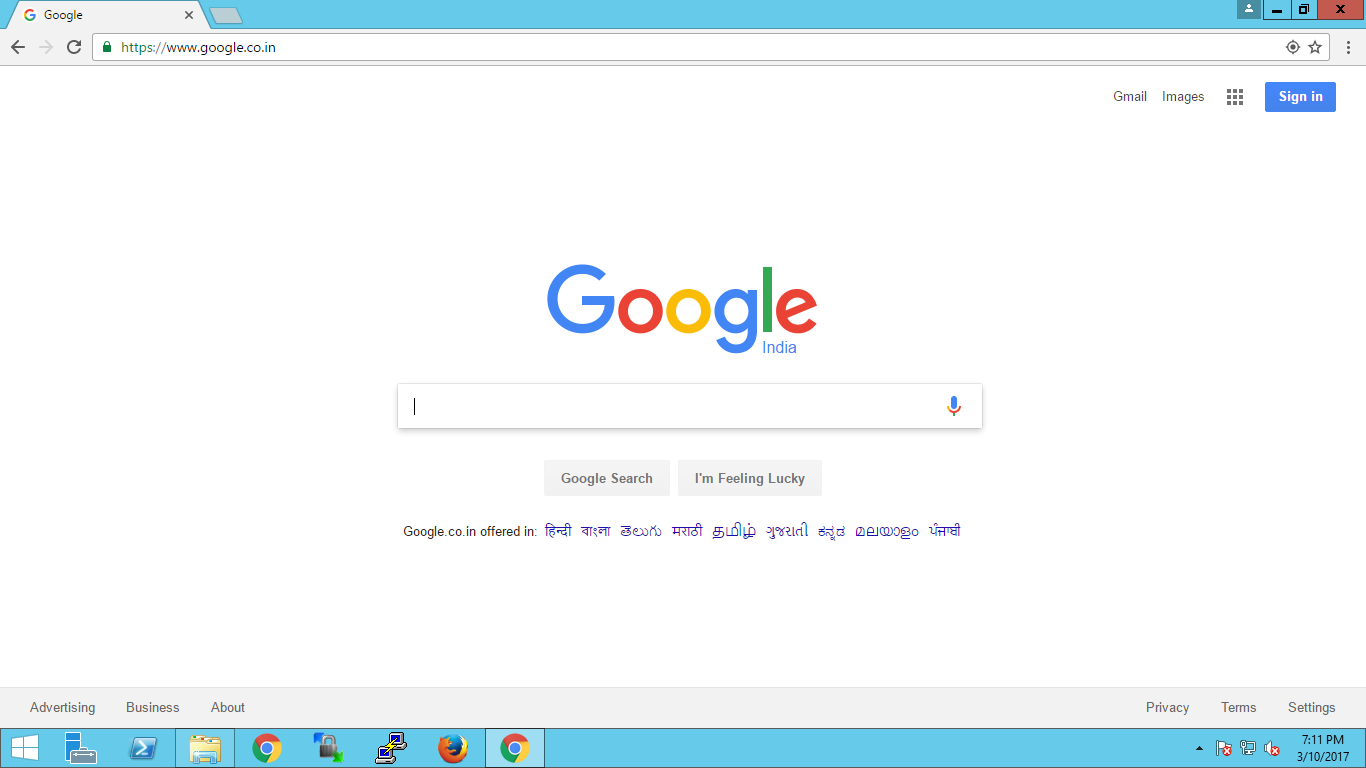 Google
https://www.google.co.in
Gmail Images Sign in
Google
India
Google Search I'm Feeling Lucky
Google.co.in offered in: हिन्दी বাংলা తెలుగు मराठी தமிழ் ગુજરાતી ಕನ್ನಡ മലയാളം ਪੰਜਾਬੀ
Advertising Business About Privacy Terms Settings
7:11 PM
3/10/2017